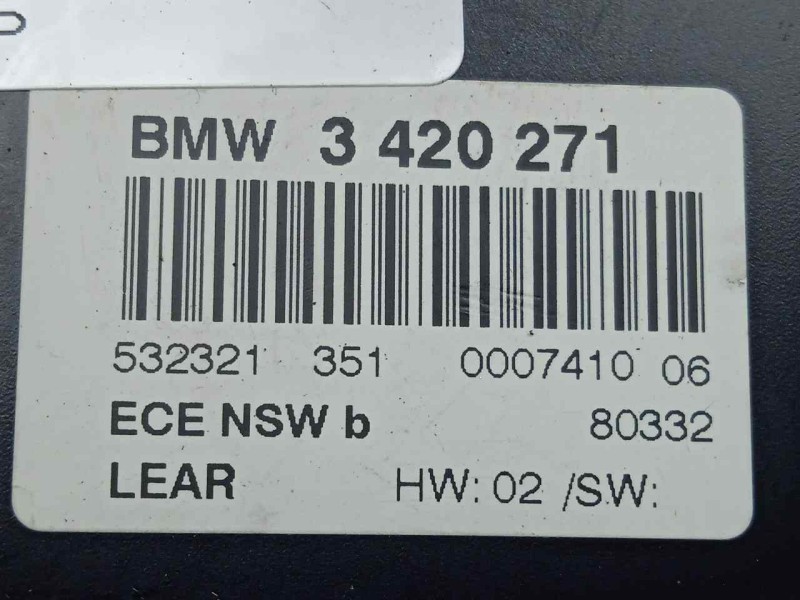 BMW 3 420 271
532321 351 0007410 06
ECE NSW b 80332
LEAR HW: 02 /SW: